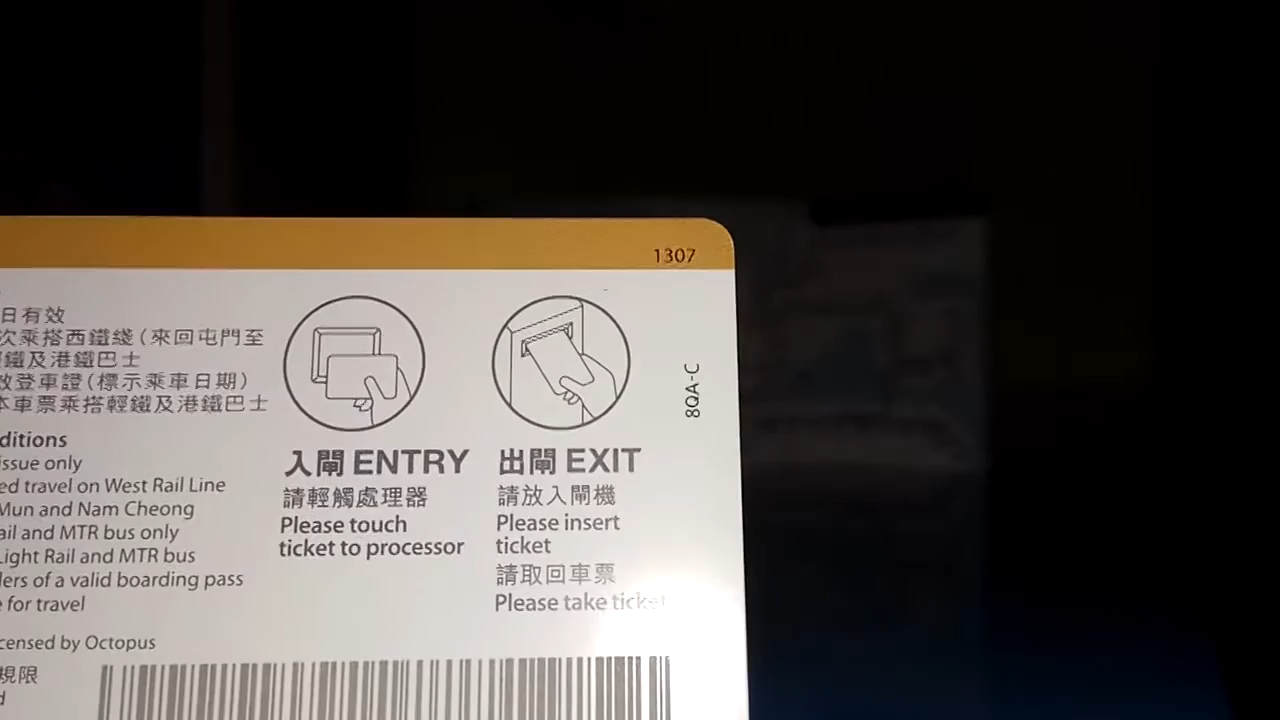 1307
日有效
次乘搭西鐵綫(來回屯門至
鐵及港鐵巴士
效登車證(標示乘車日期)
本車票乘搭輕鐵及港鐵巴士
ditions
issue only
ed travel on West Rail Line
Mun and Nam Cheong
ail and MTR bus only
Light Rail and MTR bus
ders of a valid boarding pass
e for travel
censed by Octopus
規限
d
入閘 ENTRY
請輕觸處理器
Please touch
ticket to processor
出閘 EXIT
請放入閘機
Please insert
ticket
請取回車票
Please take ticket
8QA-C